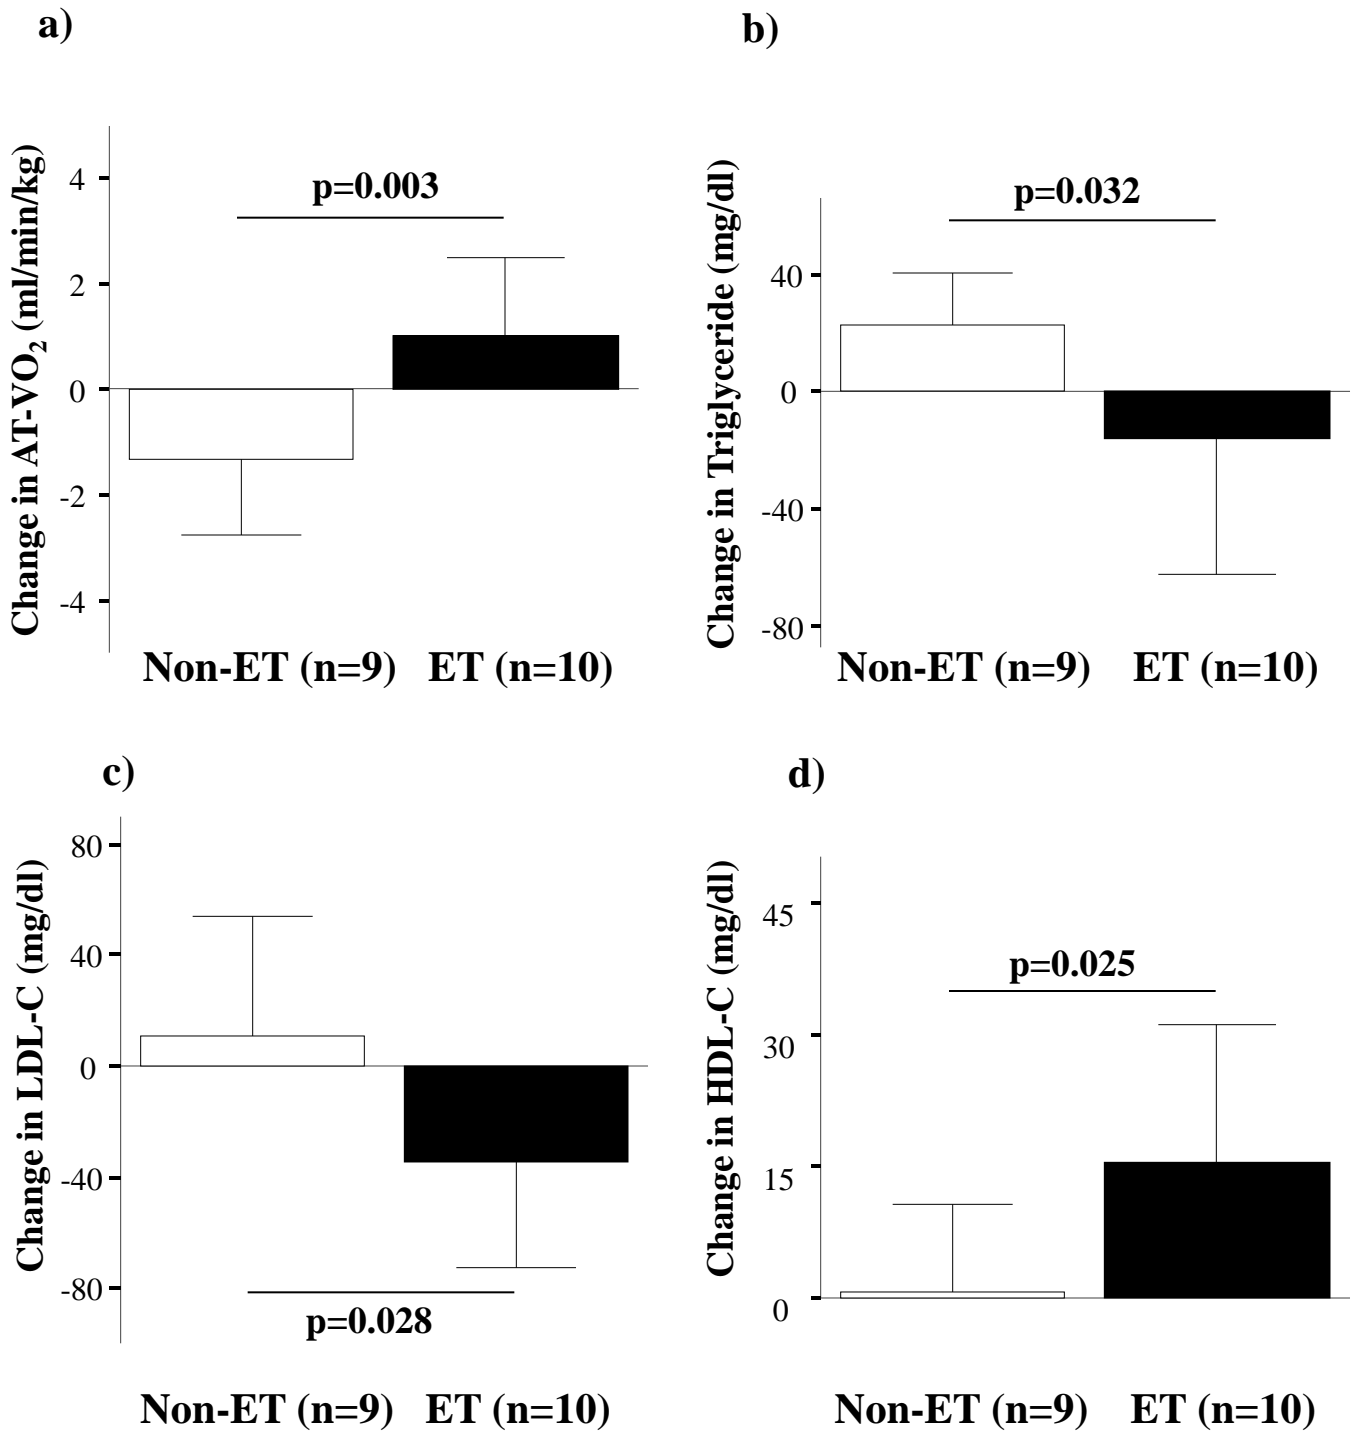 a)
Change in AT-VO2 (ml/min/kg)
4
2
0
-2
-4
p=0.003
Non-ET (n=9) ET (n=10)
b)
Change in Triglyceride (mg/dl)
40
0
-40
-80
p=0.032
Non-ET (n=9) ET (n=10)
c)
Change in LDL-C (mg/dl)
80
40
0
-40
-80
p=0.028
Non-ET (n=9) ET (n=10)
d)
Change in HDL-C (mg/dl)
45
30
15
0
p=0.025
Non-ET (n=9) ET (n=10)